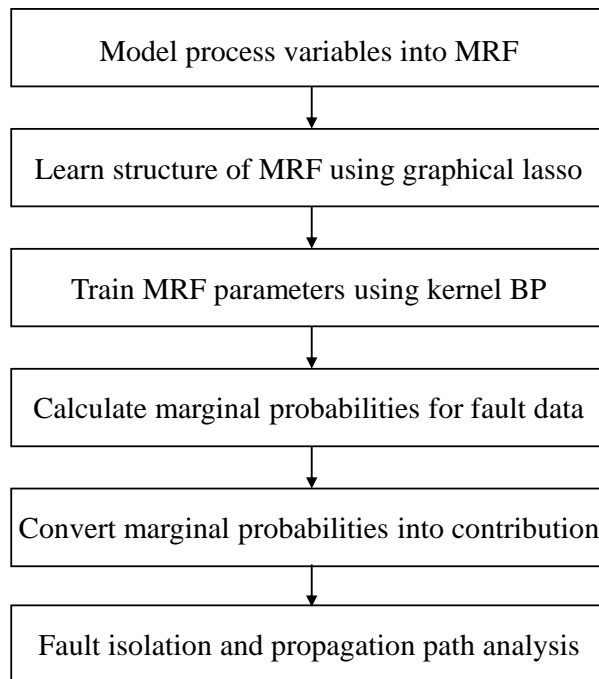 Model process variables into MRF
Learn structure of MRF using graphical lasso
Train MRF parameters using kernel BP
Calculate marginal probabilities for fault data
Convert marginal probabilities into contribution
Fault isolation and propagation path analysis